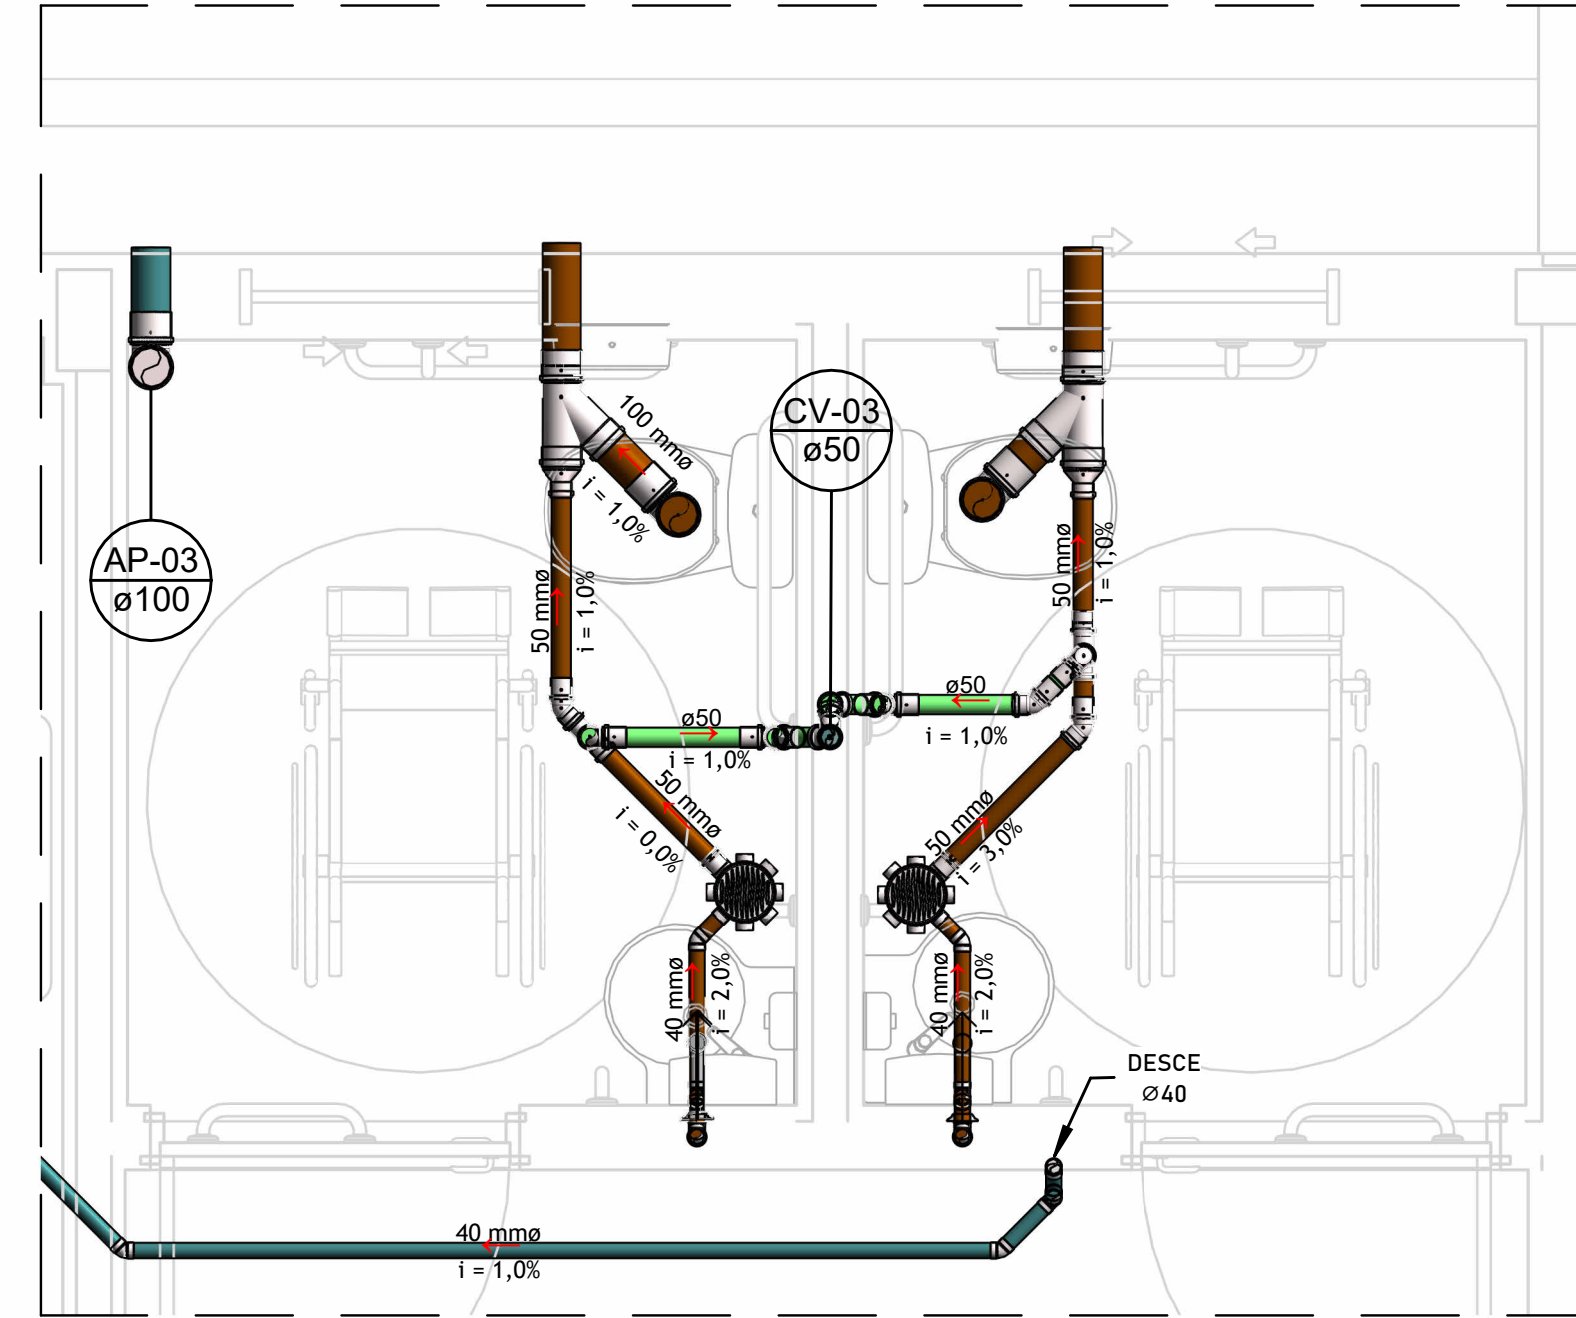 100 mmø
i = 1,0%
CV-03
ø50
AP-03
ø100
50 mmø
i = 1,0%
50 mmø
i = 1,0%
ø50
i = 1,0%
ø50
i = 1,0%
50 mmø
i = 0,0%
50 mmø
i = 3,0%
40 mmø
i = 2,0%
40 mmø
i = 2,0%
DESCE
Ø40
40 mmø
i = 1,0%